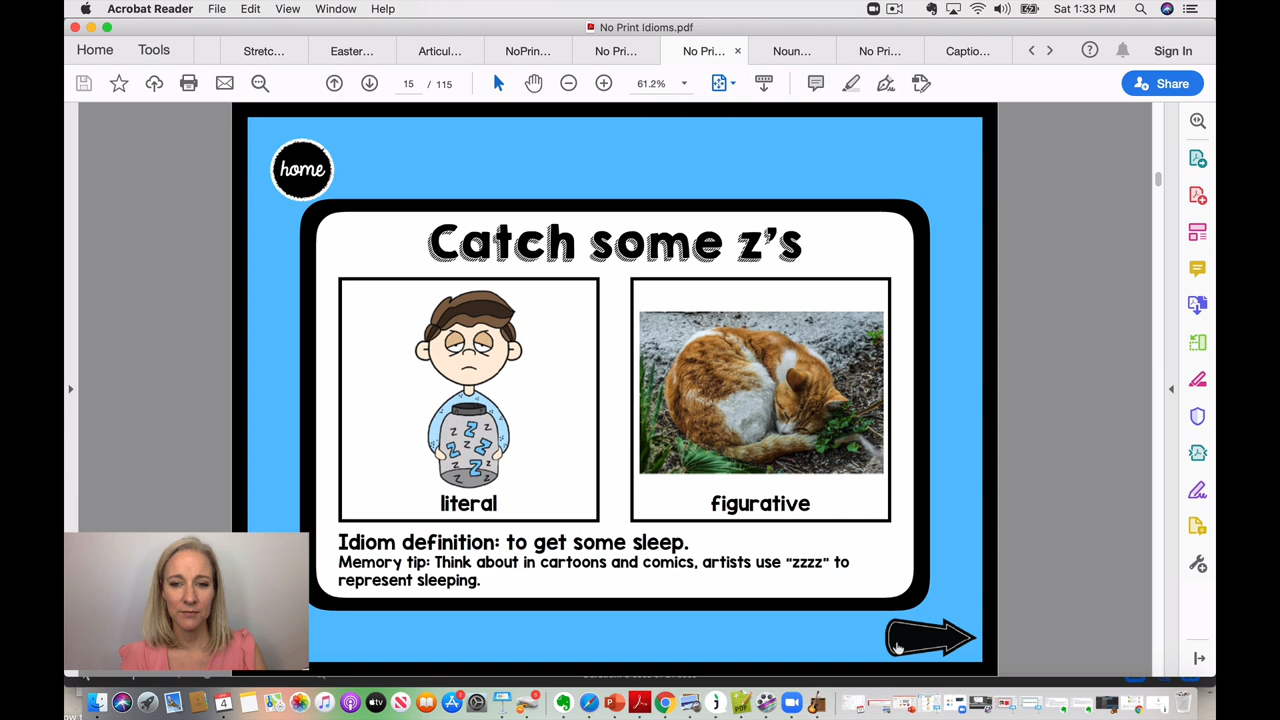 Acrobat Reader File Edit View Window Help Sat 1:33 PM
No Print Idioms.pdf
Home Tools Stretc... Easter... Articul... NoPrin... No Pri... No Pri... × Noun... No Pri... Captio... Sign In
15 / 115 61.2% Share
home
Catch some z's
z z z z z z z z z z z
literal
figurative
Idiom definition: to get some sleep.
Memory tip: Think about in cartoons and comics, artists use "zzzz" to
represent sleeping.